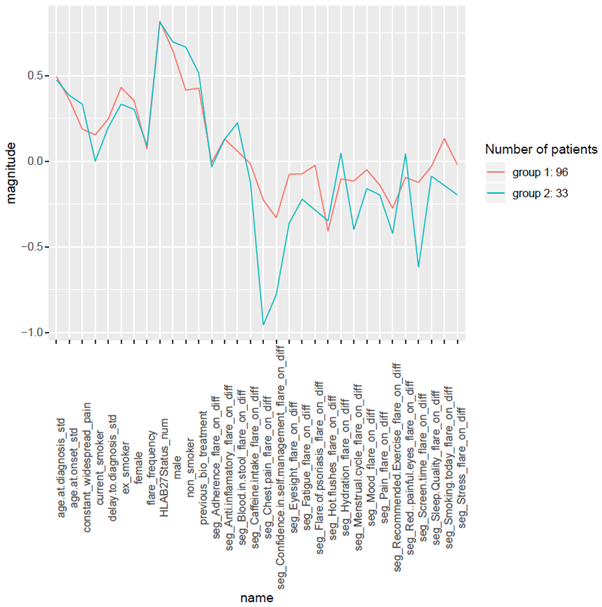 magnitude
0.5
0.0
−0.5
−1.0
age.at.diagnosis_std
age.at.onset_std
constant_widespread_pain
current_smoker
delay.to.diagnosis_std
ex_smoker
female
flare_frequency
HLAB27Status_num
male
non_smoker
previous_bio_treatment
seg_Adherence_flare_on_diff
seg_Anti.inflamatory_flare_on_diff
seg_Blood.in.stool_flare_on_diff
seg_Caffeine.intake_flare_on_diff
seg_Chest.pain_flare_on_diff
seg_Confidence.in.self.management_flare_on_diff
seg_Eyesight_flare_on_diff
seg_Fatigue_flare_on_diff
seg_Flare.of.psoriasis_flare_on_diff
seg_Hot.flushes_flare_on_diff
seg_Hydration_flare_on_diff
seg_Menstrual.cycle_flare_on_diff
seg_Mood_flare_on_diff
seg_Pain_flare_on_diff
seg_Recommended.Exercise_flare_on_diff
seg_Red..painful.eyes_flare_on_diff
seg_Screen.time_flare_on_diff
seg_Sleep.Quality_flare_on_diff
seg_Smoking.today_flare_on_diff
seg_Stress_flare_on_diff
name
Number of patients
group 1: 96
group 2: 33